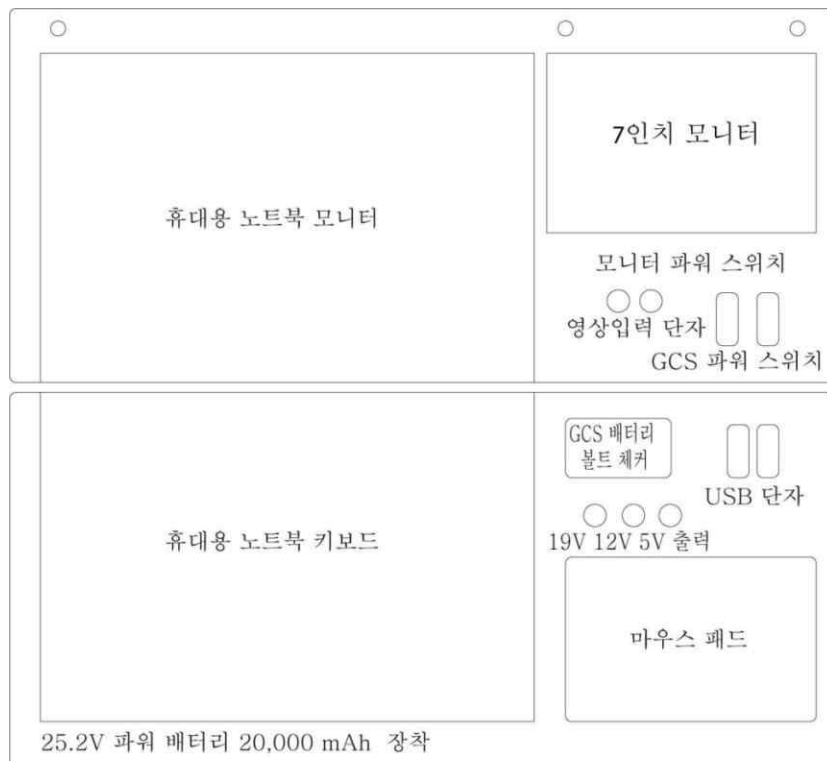 7인치 모니터
휴대용 노트북 모니터
모니터 파워 스위치
영상입력 단자
GCS 파워 스위치
GCS 배터리
볼트 체커
USB 단자
휴대용 노트북 키보드
19V 12V 5V 출력
마우스 패드
25.2V 파워 배터리 20,000 mAh 장착